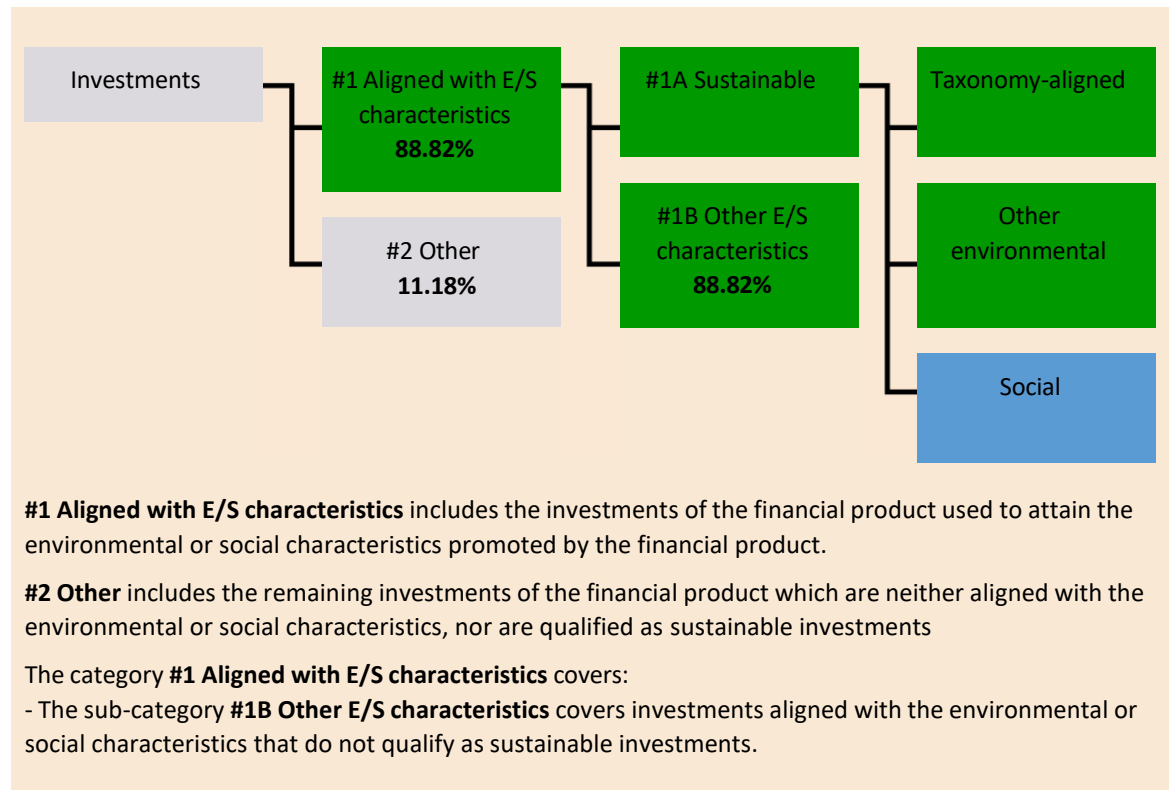 Investments
#1 Aligned with E/S
characteristics
88.82%
#2 Other
11.18%
#1A Sustainable
#1B Other E/S
characteristics
88.82%
Taxonomy-aligned
Other
environmental
Social
#1 Aligned with E/S characteristics includes the investments of the financial product used to attain the
environmental or social characteristics promoted by the financial product.
#2 Other includes the remaining investments of the financial product which are neither aligned with the
environmental or social characteristics, nor are qualified as sustainable investments
The category #1 Aligned with E/S characteristics covers:
- The sub-category #1B Other E/S characteristics covers investments aligned with the environmental or
social characteristics that do not qualify as sustainable investments.